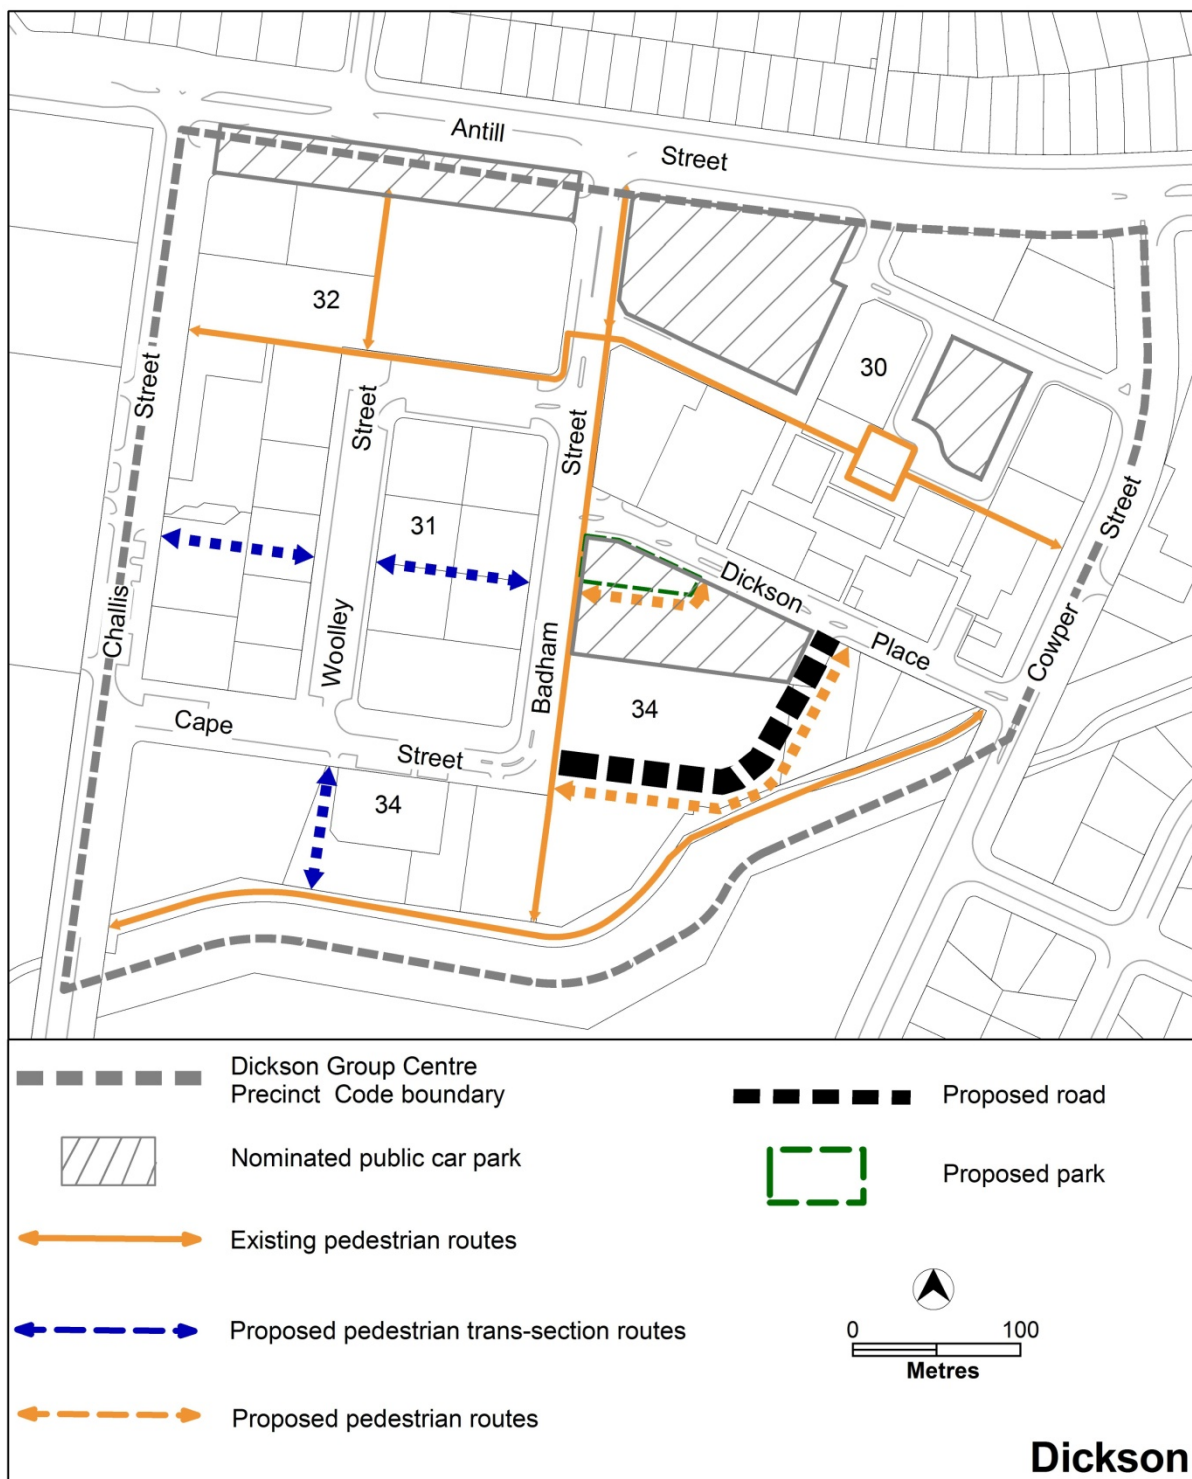 Antill
Street
32
30
Street
Street
Street
Street
31
Dickson
Challis
Woolley
Badham
Place
Cowper
34
Cape
Street
34
Dickson Group Centre
Precinct Code boundary
Nominated public car park
Existing pedestrian routes
Proposed pedestrian trans-section routes
Proposed pedestrian routes
Proposed road
Proposed park
0 100
Metres
Dickson